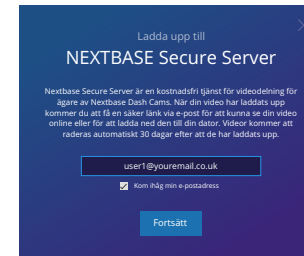 Ladda upp till
NEXTBASE Secure Server
Nextbase Secure Server är en kostnadsfri tjänst för videodelning för
ägare av Nextbase Dash Cams. När din video har laddats upp
kommer du att få en säker länk via e-post för att kunna se din video
online eller för att ladda ned den till din dator. Videor kommer att
raderas automatiskt 30 dagar efter att de har laddats upp.
user1@youremail.co.uk
Kom ihåg min e-postadress
Fortsätt